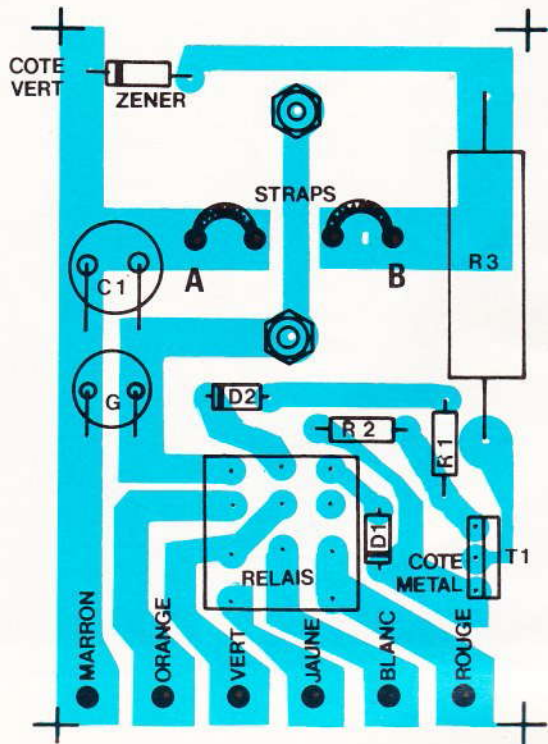 COTE
VERT
ZENER
STRAPS
A
B
R3
C1
G
D2
R2
R1
D1
T1
COTE
METAL
RELAIS
MARRON
ORANGE
VERT
JAUNE
BLANC
ROUGE